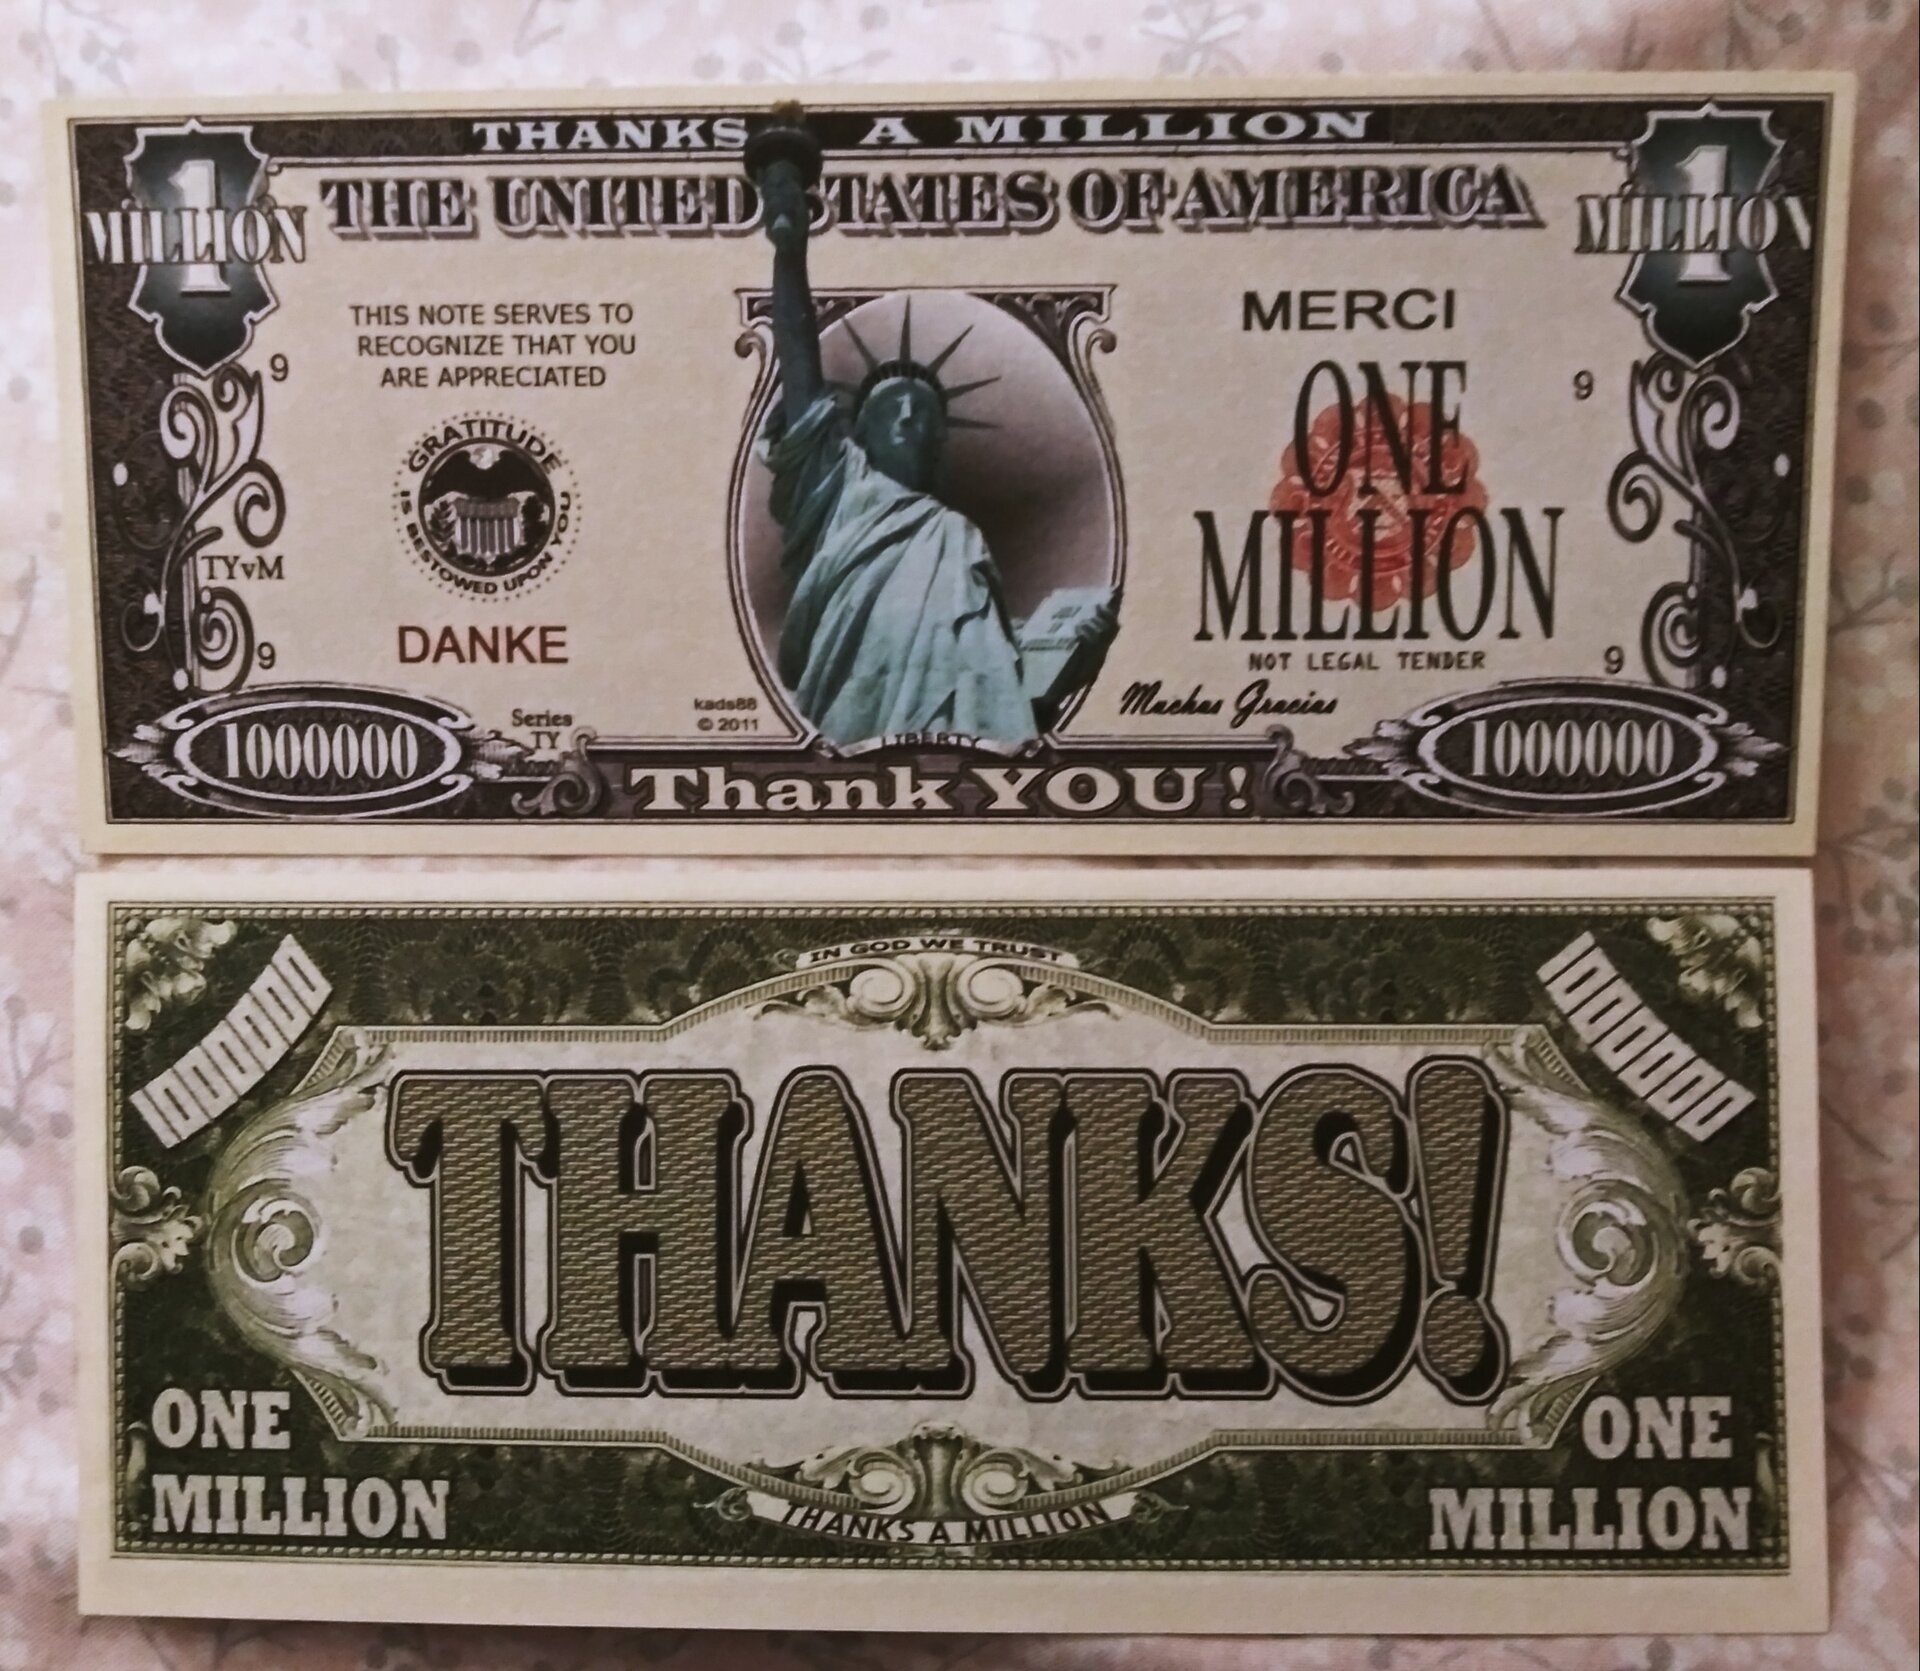 THANKS A MILLION
1
MILLION
THE UNITED STATES OF AMERICA
1
MILLION
THIS NOTE SERVES TO
RECOGNIZE THAT YOU
ARE APPRECIATED
MERCI
9
9
ONE
MILLION
GRATITUDE
IS BESTOWED UPON YOU
TYvM
DANKE
NOT LEGAL TENDER
9
9
kads88
© 2011
Muchas Gracias
Series
TY
1000000
LIBERTY
1000000
Thank YOU !
IN GOD WE TRUST
1000000
1000000
THANKS!
ONE
MILLION
ONE
MILLION
THANKS A MILLION